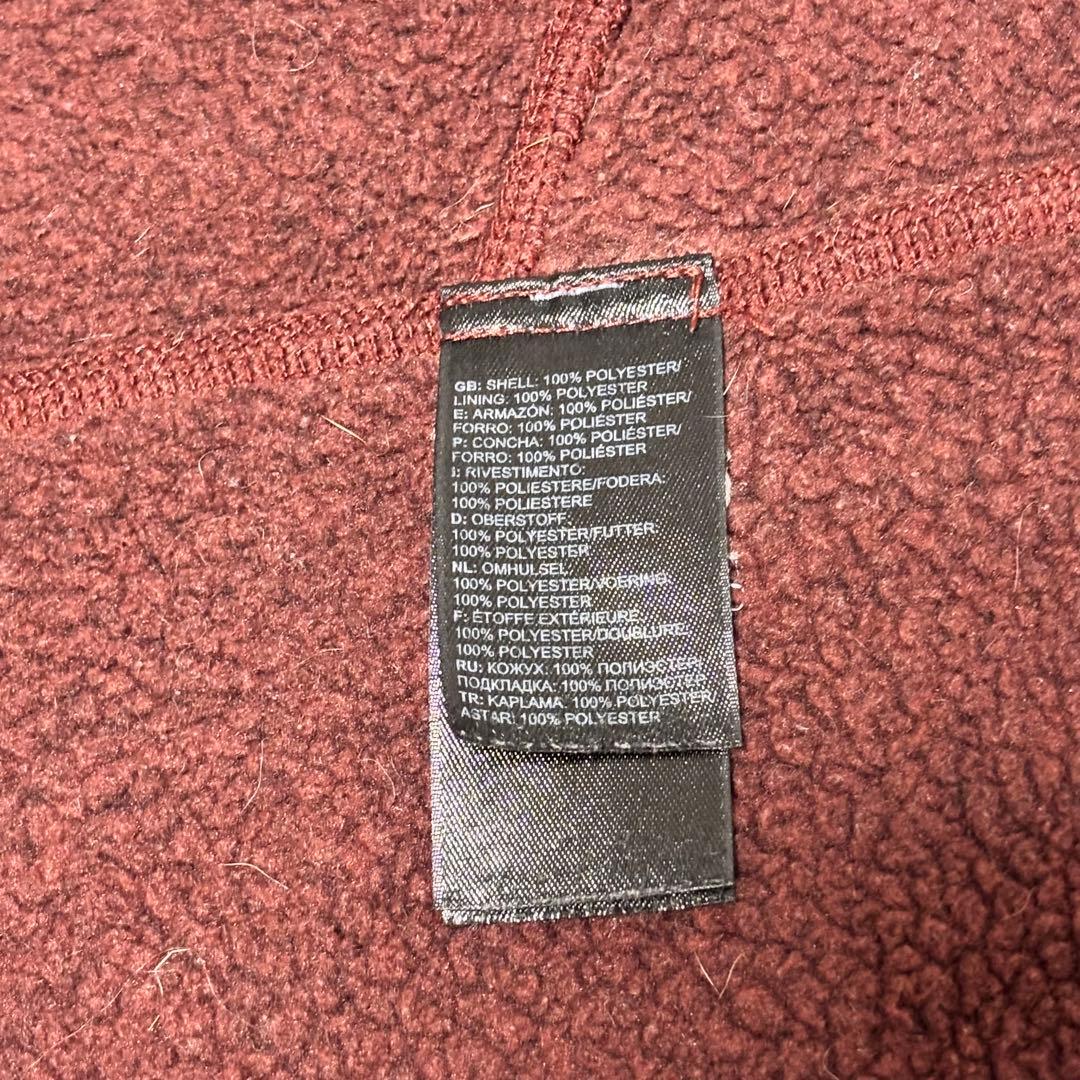 GB: SHELL: 100% POLYESTER/
LINING: 100% POLYESTER
E: ARMAZÓN: 100% POLIÉSTER/
FORRO: 100% POLIÉSTER
P: CONCHA: 100% POLIÉSTER/
FORRO: 100% POLIÉSTER
I: RIVESTIMENTO:
100% POLIESTERE/FODERA:
100% POLIESTERE
D: OBERSTOFF:
100% POLYESTER/FUTTER:
100% POLYESTER
NL: OMHULSEL:
100% POLYESTER/VOERING:
100% POLYESTER
F: ÉTOFFE EXTÉRIEURE:
100% POLYESTER/DOUBLURE:
100% POLYESTER
RU: КОЖУХ: 100% ПОЛИЭСТЕР/
ПОДКЛАДКА: 100% ПОЛИЭСТЕР
TR: KAPLAMA: 100% POLYESTER
ASTAR: 100% POLYESTER